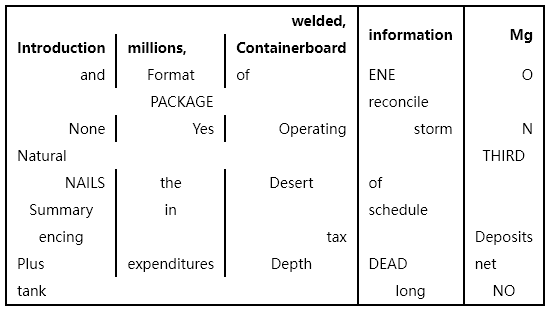 welded,
Introduction millions, Containerboard information Mg
and Format of ENE O
PACKAGE reconcile
None Yes Operating storm N
Natural THIRD
NAILS the Desert of
Summary in schedule
encing tax Deposits
Plus expenditures Depth DEAD net
tank long NO